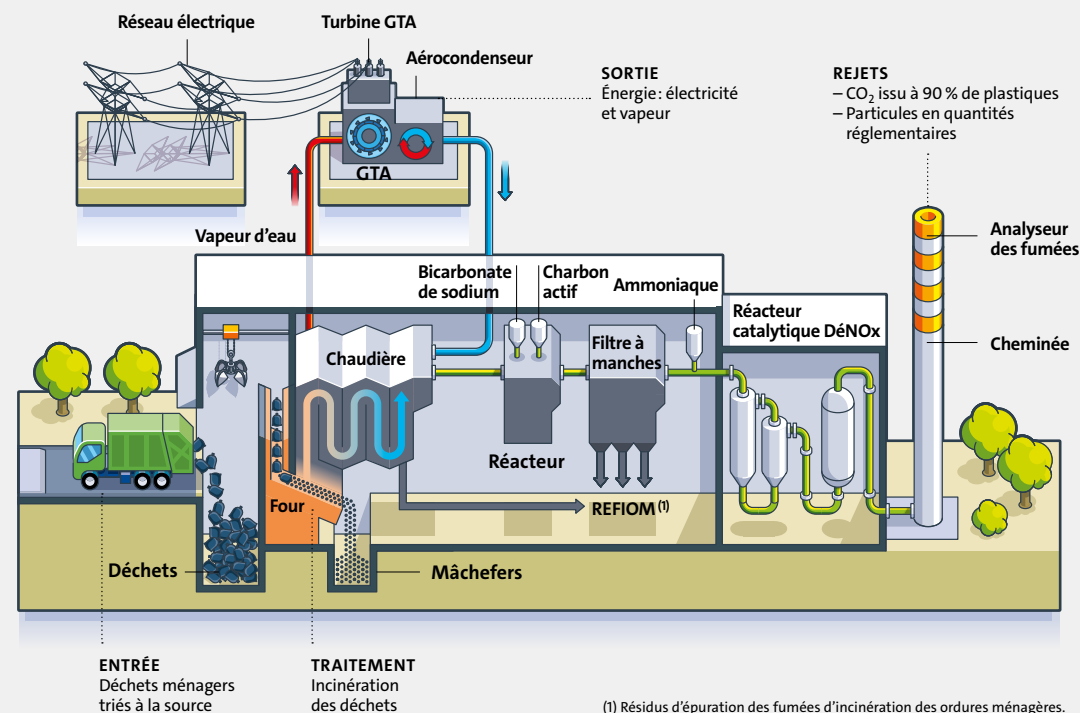 Réseau électrique
Turbine GTA
Aérocondenseur
SORTIE
Énergie : électricité
et vapeur
REJETS
– CO₂ issu à 90 % de plastiques
– Particules en quantités
réglementaires
GTA
Vapeur d’eau
Analyseur
des fumées
Bicarbonate
de sodium
Charbon
actif
Ammoniaque
Réacteur
catalytique DéNOx
Chaudière
Filtre à
manches
Cheminée
Réacteur
Four
REFIOM (1)
Déchets
Mâchefers
ENTRÉE
Déchets ménagers
triés à la source
TRAITEMENT
Incinération
des déchets
(1) Résidus d’épuration des fumées d’incinération des ordures ménagères.